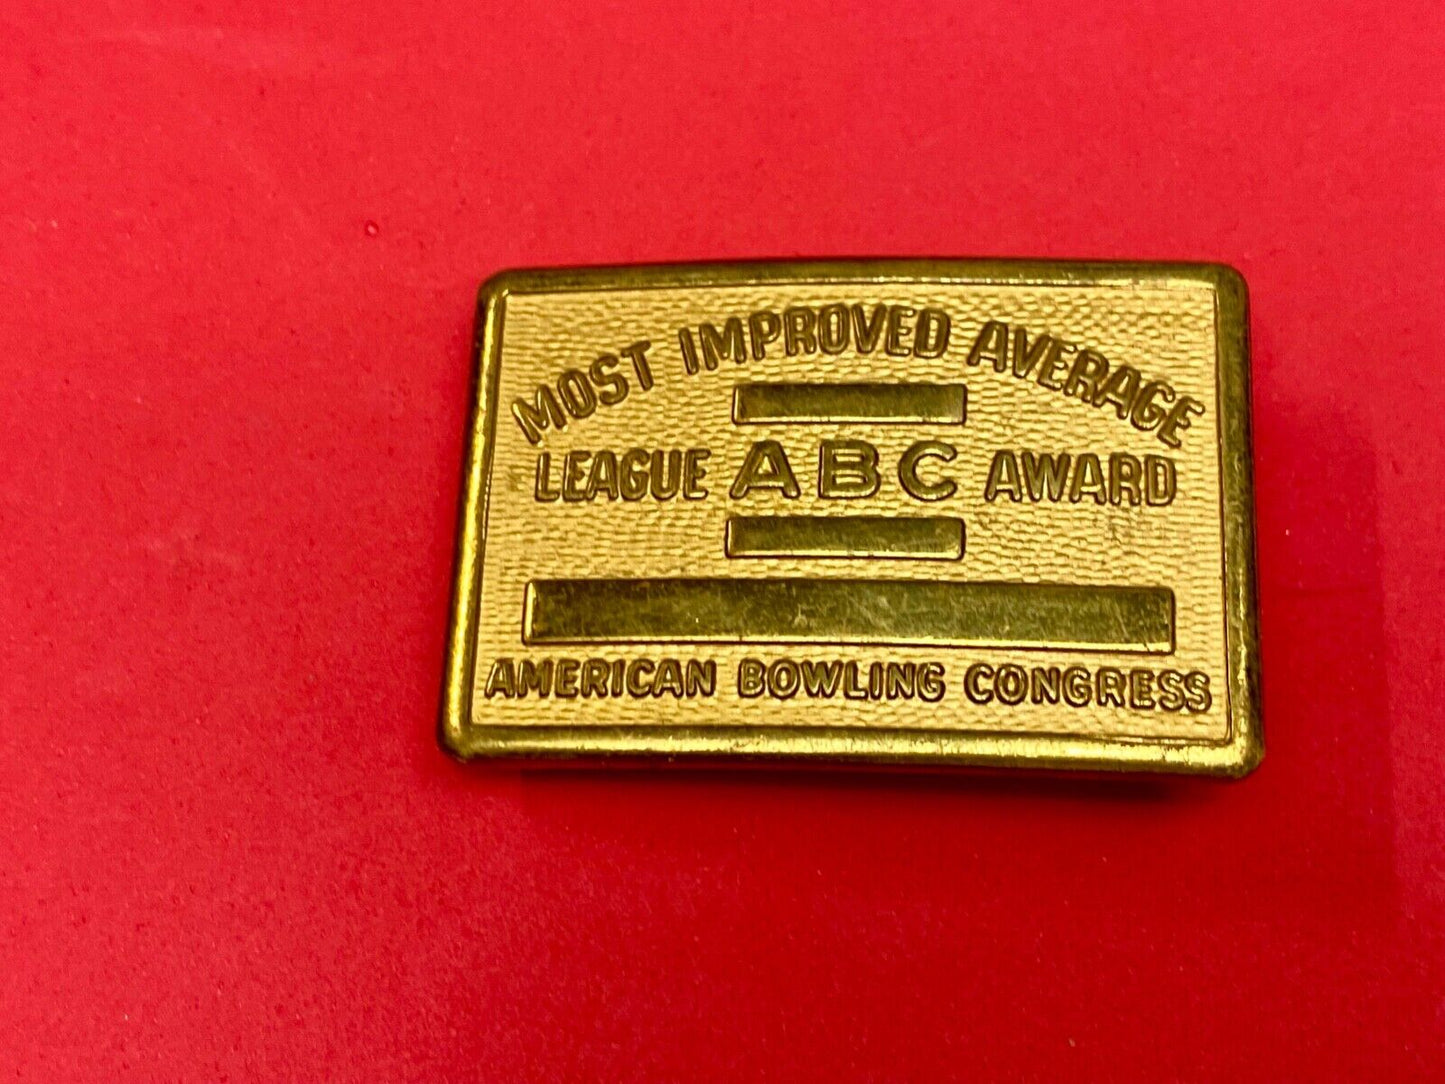 MOST IMPROVED AVERAGE
LEAGUE ABC AWARD
AMERICAN BOWLING CONGRESS